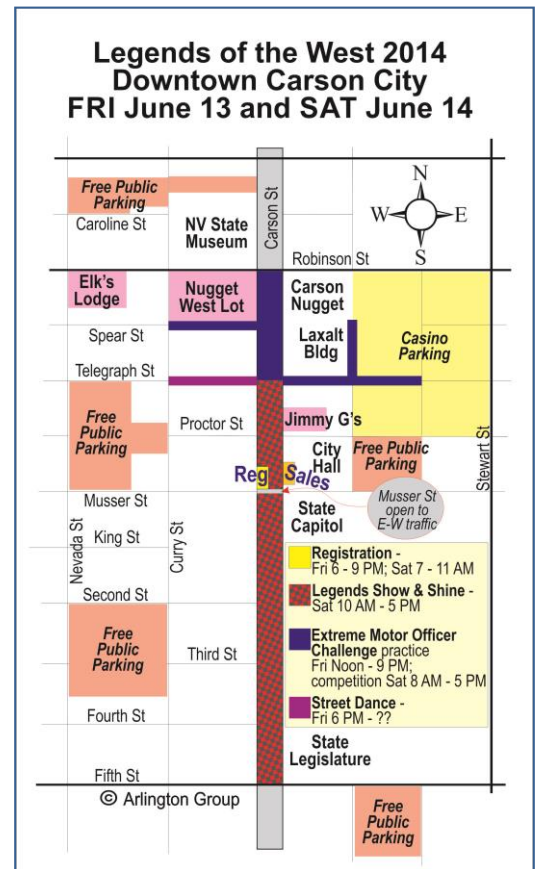 Legends of the West 2014
Downtown Carson City
FRI June 13 and SAT June 14
Free Public
Parking
Caroline St
NV State
Museum
Carson St
N
W
E
S
Robinson St
Elk's
Lodge
Nugget
West Lot
Carson
Nugget
Spear St
Laxalt
Bldg
Casino
Parking
Telegraph St
Free
Public
Parking
Proctor St
Jimmy G's
City
Hall
Free Public
Parking
Stewart St
Reg
Sales
Musser St
State
Capitol
Musser St
open to
E-W traffic
Nevada St
King St
Curry St
Second St
Registration -
Fri 6 - 9 PM; Sat 7 - 11 AM
Legends Show & Shine -
Sat 10 AM - 5 PM
Free
Public
Parking
Third St
Extreme Motor Officer
Challenge practice
Fri Noon - 9 PM;
competition Sat 8 AM - 5 PM
Street Dance -
Fri 6 PM - ??
Fourth St
State
Legislature
Fifth St
© Arlington Group
Free
Public
Parking